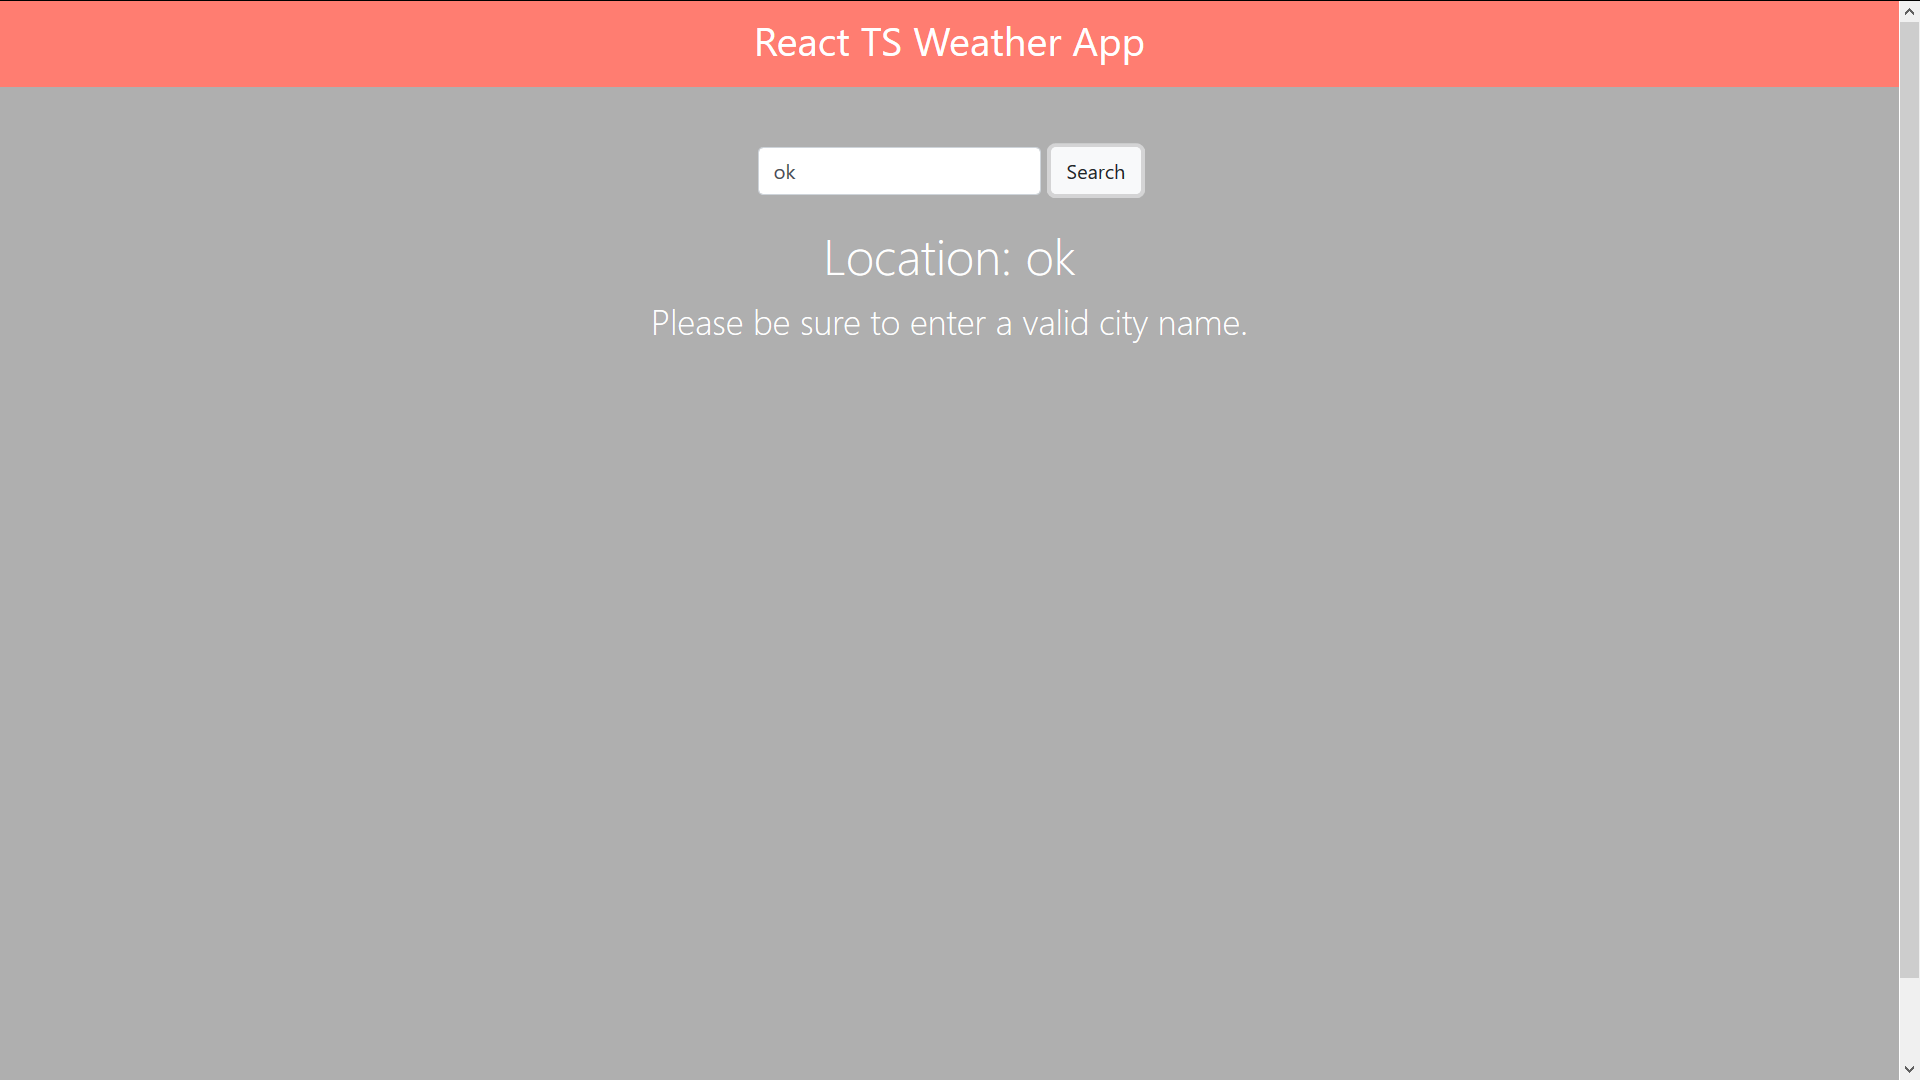 React TS Weather App
ok
Search
Location: ok
Please be sure to enter a valid city name.